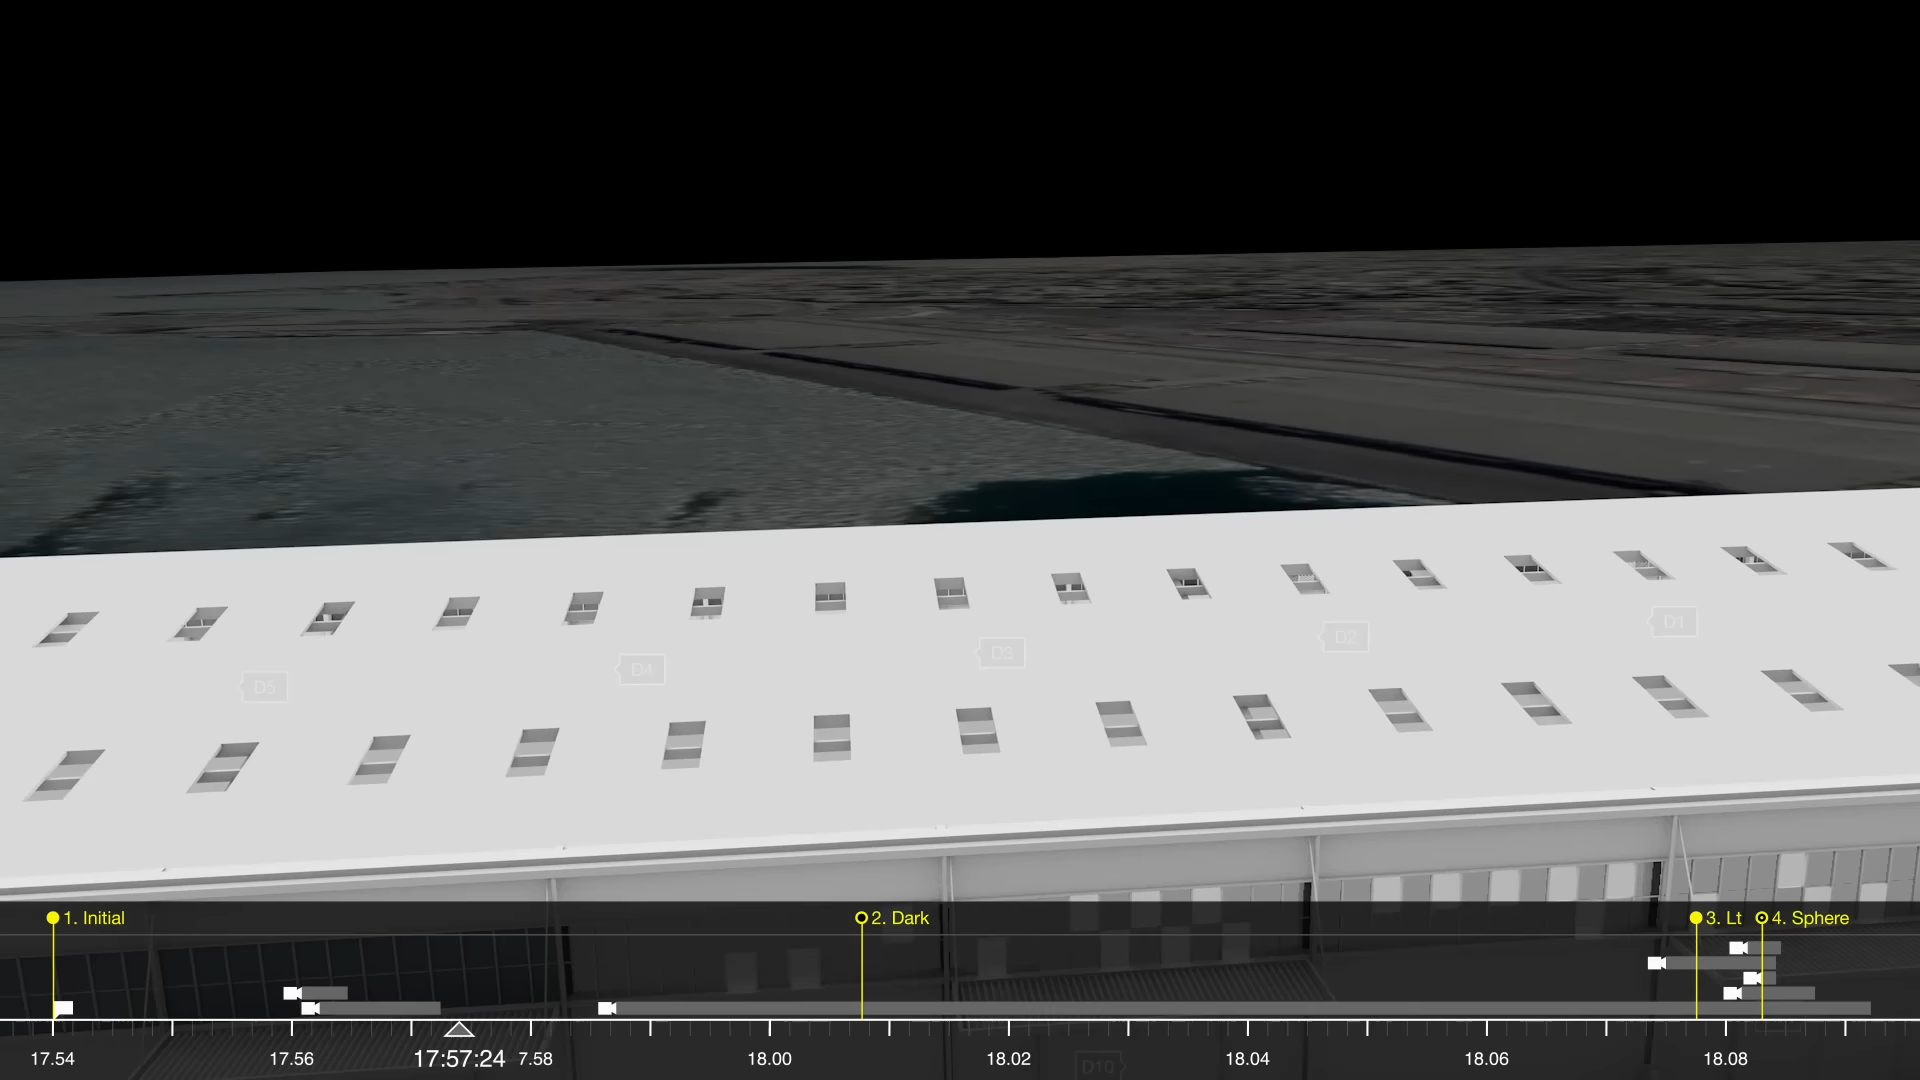 D1
D2
D3
D4
D5
1. Initial
2. Dark
3. Lt
4. Sphere
17.54
17.56
17:57:24
7.58
18.00
18.02
18.04
18.06
18.08
D10